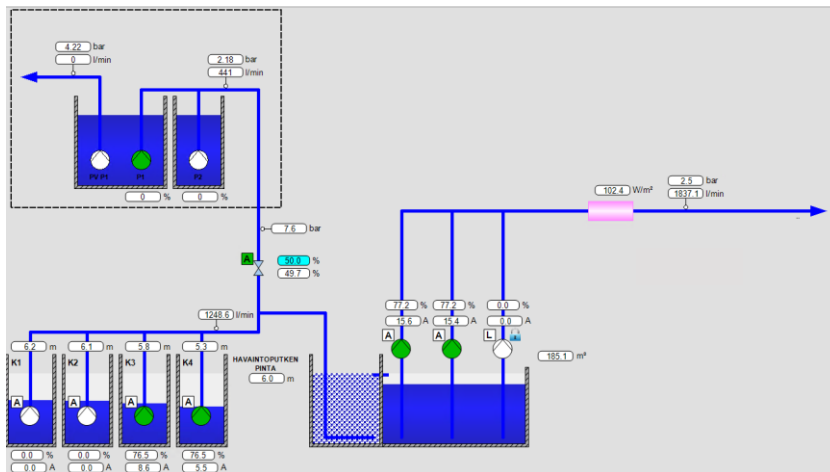 4.22 bar
0 l/min
2.18 bar
441 l/min
PV P1
P1
P2
0 %
0 %
7.6 bar
A
50.0 %
49.7 %
102.4 W/m²
2.5 bar
1837.1 l/min
77.2 %
77.2 %
0.0 %
15.6 A
15.4 A
0.0 A
A
A
L
185.1 m³
1248.6 l/min
6.2 m
6.1 m
5.8 m
5.3 m
K1
K2
K3
K4
HAVAINTOPUTKEN
PINTA
6.0 m
A
A
A
A
0.0 %
0.0 %
76.5 %
76.5 %
0.0 A
0.0 A
8.6 A
5.5 A